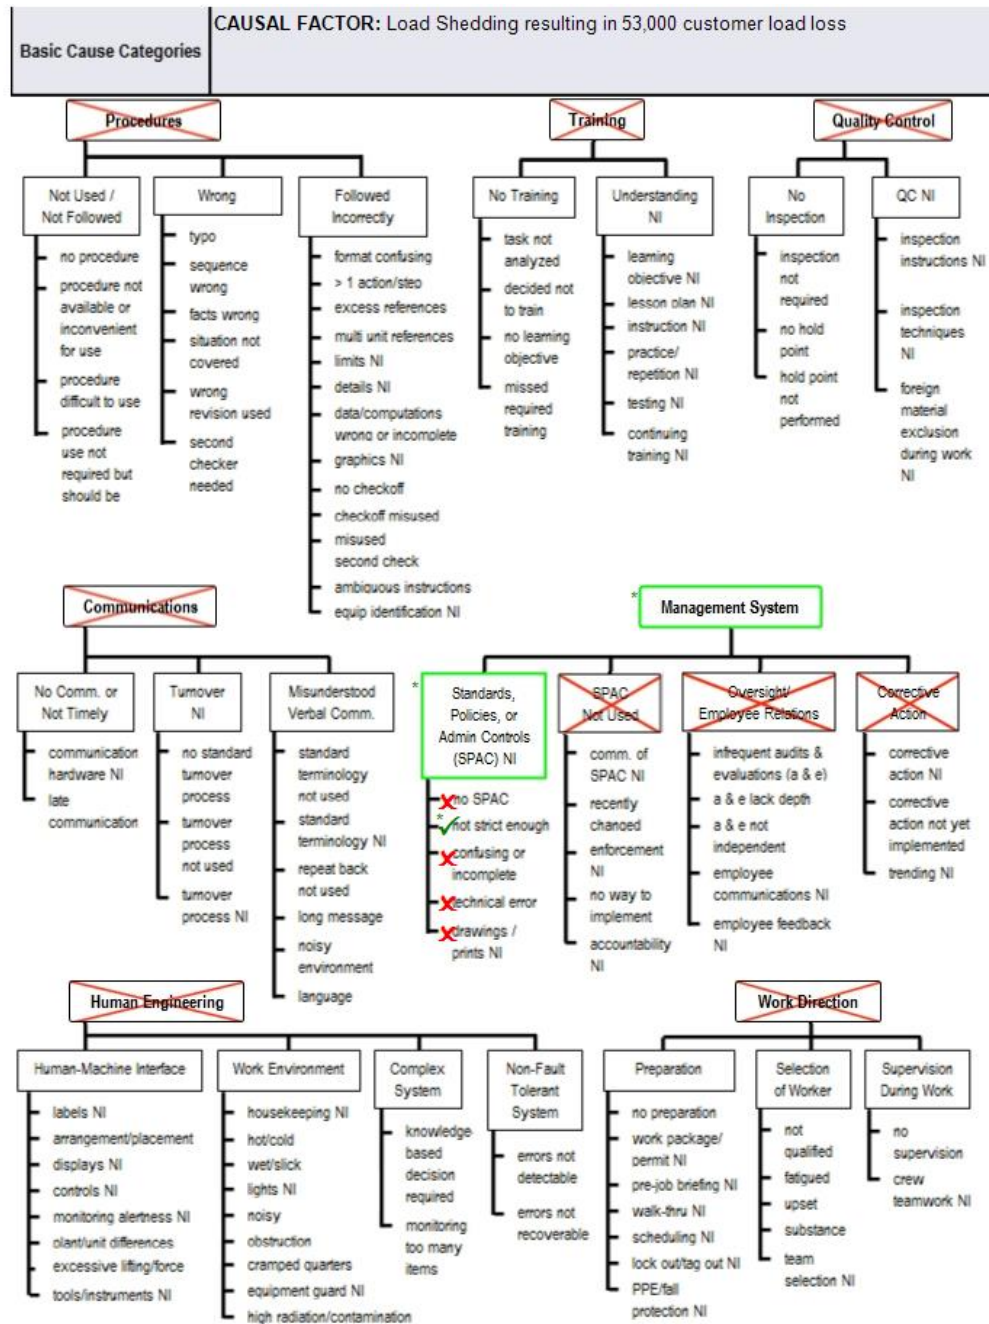 CAUSAL FACTOR: Load Shedding resulting in 53,000 customer load loss
Basic Cause Categories
Procedures
Training
Quality Control
Not Used /
Not Followed
no procedure
procedure not
available or
inconvenient
for use
procedure
difficult to use
procedure
use not
required but
should be
Wrong
typo
sequence
wrong
facts wrong
situation not
covered
wrong
revision used
second
checker
needed
Followed
Incorrectly
format confusing
> 1 action/step
excess references
multi unit references
limits NI
details NI
data/computations
wrong or incomplete
graphics NI
no checkoff
checkoff misused
misused
second check
ambiguous instructions
equip identification NI
No Training
task not
analyzed
decided not
to train
no learning
objective
missed
required
training
Understanding
NI
learning
objective NI
lesson plan NI
instruction NI
practice/
repetition NI
testing NI
continuing
training NI
No
Inspection
inspection
not
required
no hold
point
hold point
not
performed
QC NI
inspection
instructions NI
inspection
techniques
NI
foreign
material
exclusion
during work
NI
Communications
* Management System
No Comm. or
Not Timely
communication
hardware NI
late
communication
Turnover
NI
no standard
turnover
process
turnover
process
not used
turnover
process NI
Misunderstood
Verbal Comm.
standard
terminology
not used
standard
terminology NI
repeat back
not used
long message
noisy
environment
language
* Standards,
Policies, or
Admin Controls
(SPAC) NI
no SPAC
* not strict enough
confusing or
incomplete
technical error
drawings /
prints NI
SPAC
Not Used
comm. of
SPAC NI
recently
changed
enforcement
NI
no way to
implement
accountability
NI
Oversight/
Employee Relations
infrequent audits &
evaluations (a & e)
a & e lack depth
a & e not
independent
employee
communications NI
employee feedback
NI
Corrective
Action
corrective
action NI
corrective
action not yet
implemented
trending NI
Human Engineering
Work Direction
Human-Machine Interface
labels NI
arrangement/placement
displays NI
controls NI
monitoring alertness NI
plant/unit differences
excessive lifting/force
tools/instruments NI
Work Environment
housekeeping NI
hot/cold
wet/slick
lights NI
noisy
obstruction
cramped quarters
equipment guard NI
high radiation/contamination
Complex
System
knowledge-
based
decision
required
monitoring
too many
items
Non-Fault
Tolerant
System
errors not
detectable
errors not
recoverable
Preparation
no preparation
work package/
permit NI
pre-job briefing NI
walk-thru NI
scheduling NI
lock out/tag out NI
PPE/fall
protection NI
Selection
of Worker
not
qualified
fatigued
upset
substance
team
selection NI
Supervision
During Work
no
supervision
crew
teamwork NI